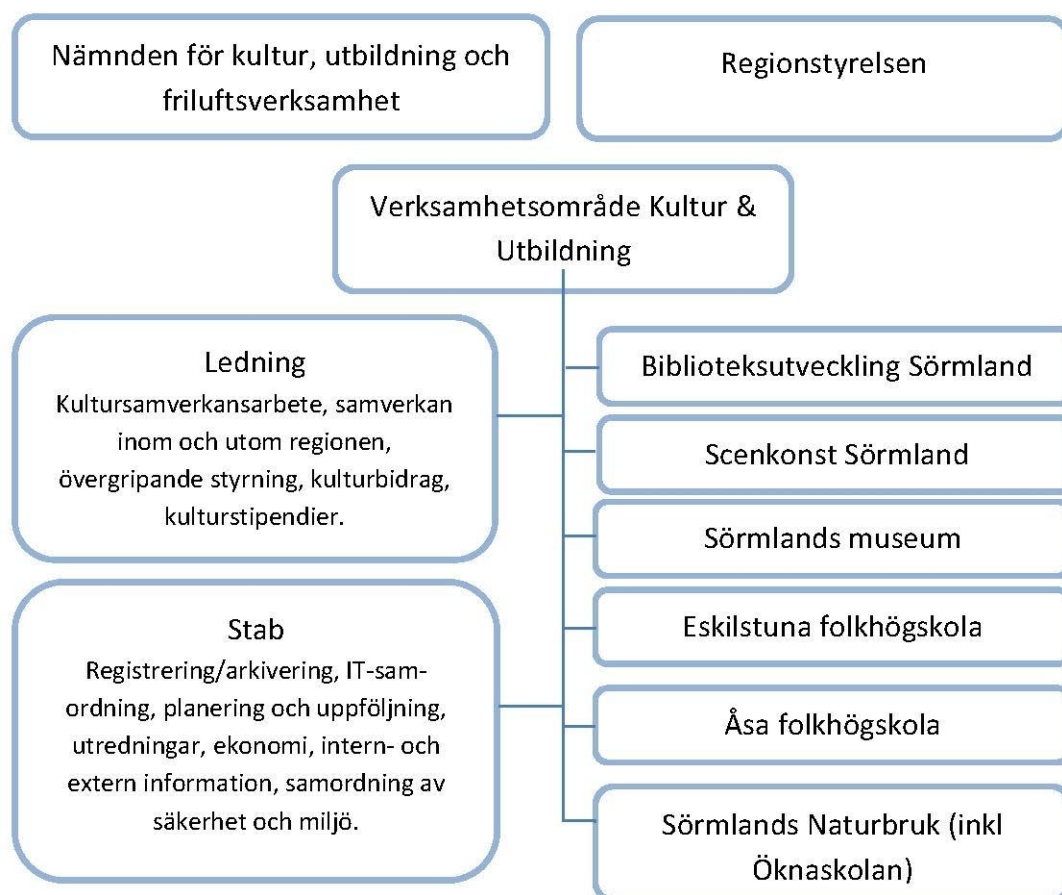 Nämnden för kultur, utbildning och
friluftsverksamhet
Regionstyrelsen
Verksamhetsområde Kultur &
Utbildning
Ledning
Kultursamverkansarbete, samverkan
inom och utom regionen,
övergripande styrning, kulturbidrag,
kulturstipendier.
Stab
Registrering/arkivering, IT-sam-
ordning, planering och uppföljning,
utredningar, ekonomi, intern- och
extern information, samordning av
säkerhet och miljö.
Biblioteksutveckling Sörmland
Scenkonst Sörmland
Sörmlands museum
Eskilstuna folkhögskola
Åsa folkhögskola
Sörmlands Naturbruk (inkl
Öknaskolan)